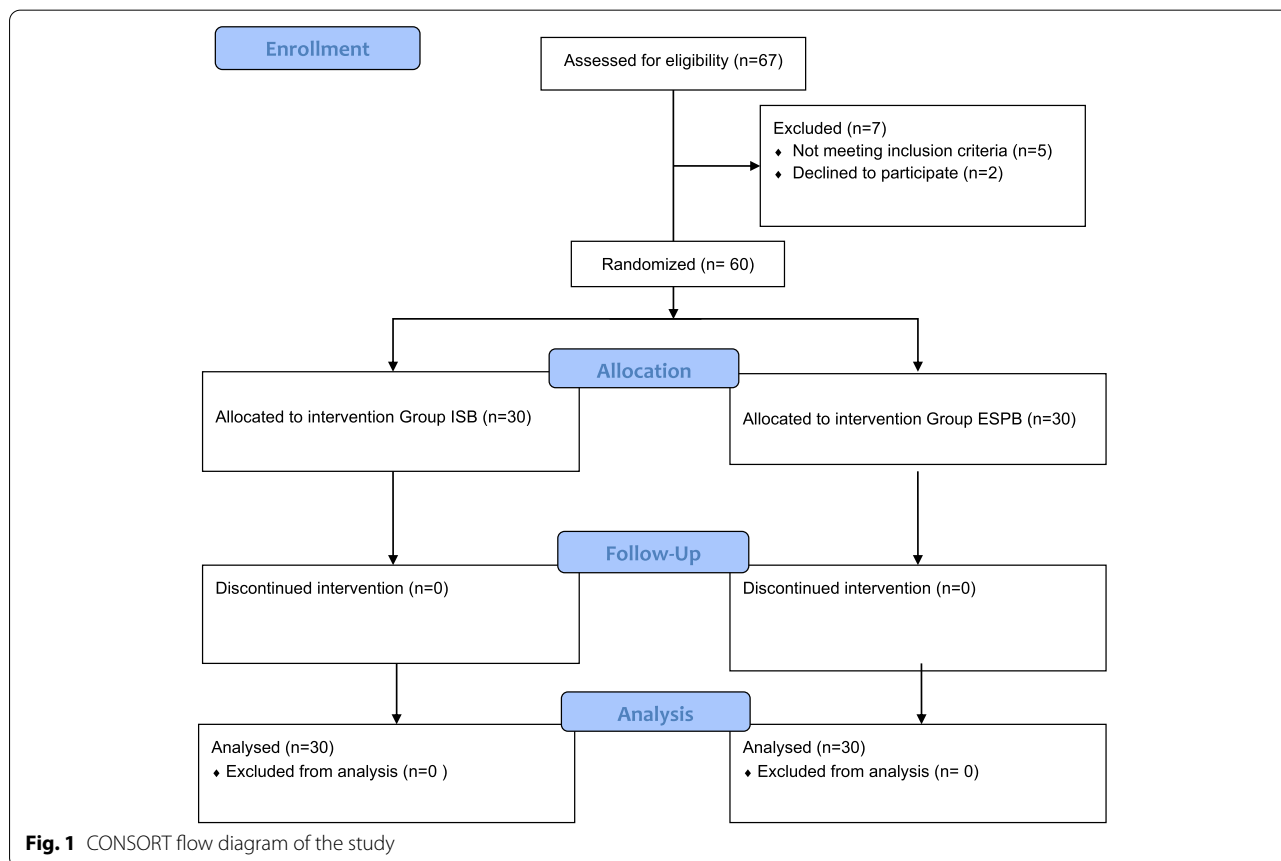 Enrollment
Assessed for eligibility (n=67)
Excluded (n=7)
♦ Not meeting inclusion criteria (n=5)
♦ Declined to participate (n=2)
Randomized (n= 60)
Allocation
Allocated to intervention Group ISB (n=30)
Allocated to intervention Group ESPB (n=30)
Follow-Up
Discontinued intervention (n=0)
Discontinued intervention (n=0)
Analysis
Analysed (n=30)
♦ Excluded from analysis (n=0 )
Analysed (n=30)
♦ Excluded from analysis (n= 0)
Fig. 1 CONSORT flow diagram of the study